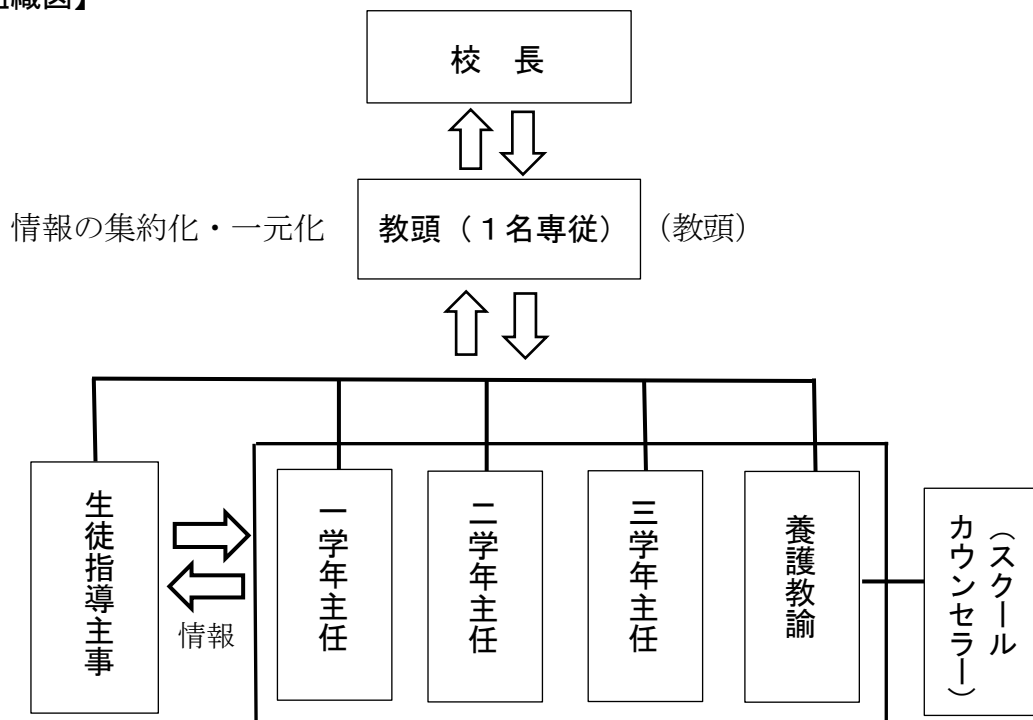 組織図】
校　長
情報の集約化・一元化
教頭（１名専従）
（教頭）
生徒指導主事
情報
一学年主任
二学年主任
三学年主任
養護教諭
（スクール
カウンセラー）